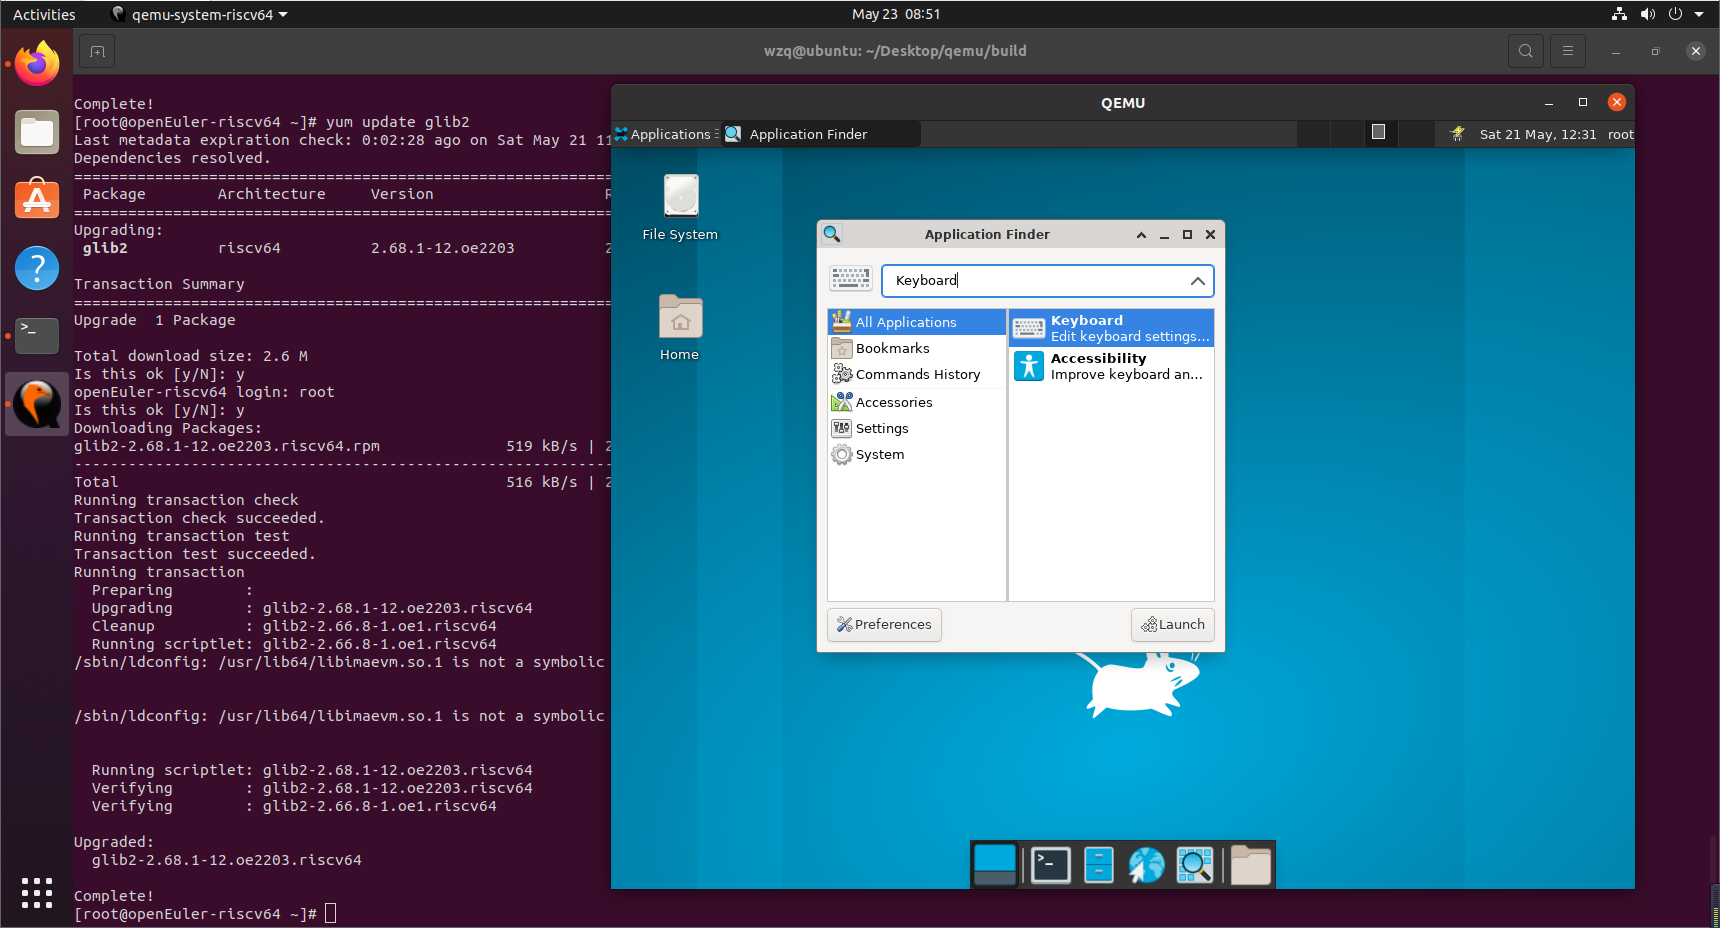 Activities
qemu-system-riscv64
May 23 08:51
wzq@ubuntu: ~/Desktop/qemu/build
Complete!
[root@openEuler-riscv64 ~]# yum update glib2
Last metadata expiration check: 0:02:28 ago on Sat May 21 11
Dependencies resolved.
================================================================
Package Architecture Version R
================================================================
Upgrading:
glib2 riscv64 2.68.1-12.oe2203 2
Transaction Summary
================================================================
Upgrade 1 Package
Total download size: 2.6 M
Is this ok [y/N]: y
openEuler-riscv64 login: root
Is this ok [y/N]: y
Downloading Packages:
glib2-2.68.1-12.oe2203.riscv64.rpm 519 kB/s | 2
----------------------------------------------------------------
Total 516 kB/s | 2
Running transaction check
Transaction check succeeded.
Running transaction test
Transaction test succeeded.
Running transaction
Preparing :
Upgrading : glib2-2.68.1-12.oe2203.riscv64
Cleanup : glib2-2.66.8-1.oe1.riscv64
Running scriptlet: glib2-2.66.8-1.oe1.riscv64
/sbin/ldconfig: /usr/lib64/libimaevm.so.1 is not a symbolic
/sbin/ldconfig: /usr/lib64/libimaevm.so.1 is not a symbolic
Running scriptlet: glib2-2.68.1-12.oe2203.riscv64
Verifying : glib2-2.68.1-12.oe2203.riscv64
Verifying : glib2-2.66.8-1.oe1.riscv64
Upgraded:
glib2-2.68.1-12.oe2203.riscv64
Complete!
[root@openEuler-riscv64 ~]#
QEMU
Applications
Application Finder
Sat 21 May, 12:31
root
File System
Home
Application Finder
Keyboard
All Applications
Bookmarks
Commands History
Accessories
Settings
System
Keyboard
Edit keyboard settings...
Accessibility
Improve keyboard an...
Preferences
Launch